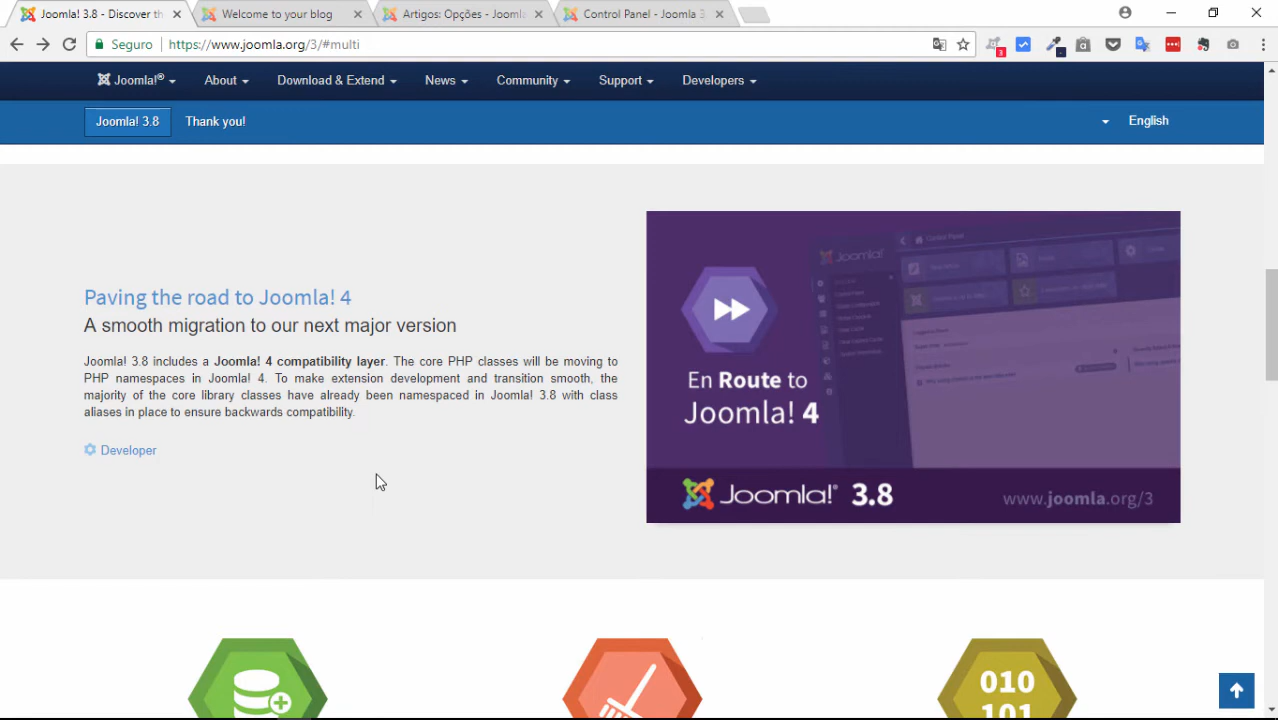 Joomla! 3.8 - Discover th
Welcome to your blog
Artigos: Opções - Jooml
Control Panel - Joomla 3
Seguro https://www.joomla.org/3/#multi
3
Joomla!® About Download & Extend News Community Support Developers
Joomla! 3.8 Thank you! English
Paving the road to Joomla! 4
A smooth migration to our next major version
Joomla! 3.8 includes a Joomla! 4 compatibility layer. The core PHP classes will be moving to
PHP namespaces in Joomla! 4. To make extension development and transition smooth, the
majority of the core library classes have already been namespaced in Joomla! 3.8 with class
aliases in place to ensure backwards compatibility.
Developer
Joomla!
Control Panel
En Route to
Joomla! 4
Joomla!® 3.8 www.joomla.org/3
010
101